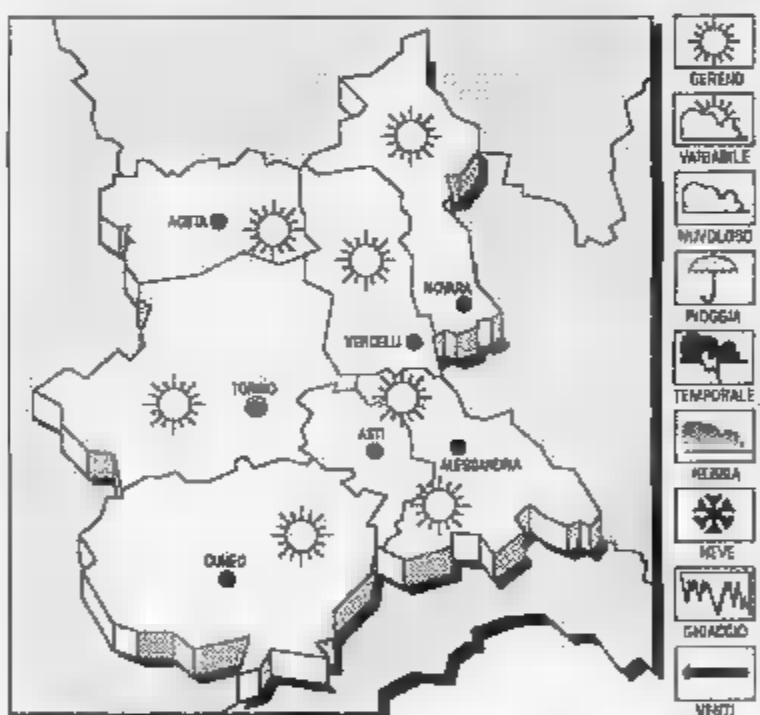 SERENO
VARIABILE
NUVOLOSO
PIOGGIA
TEMPORALE
NEBBIA
NEVE
GHIACCIO
VENTI
AOSTA
NOVARA
VERCELLI
TORINO
ASTI
ALESSANDRIA
CUNEO